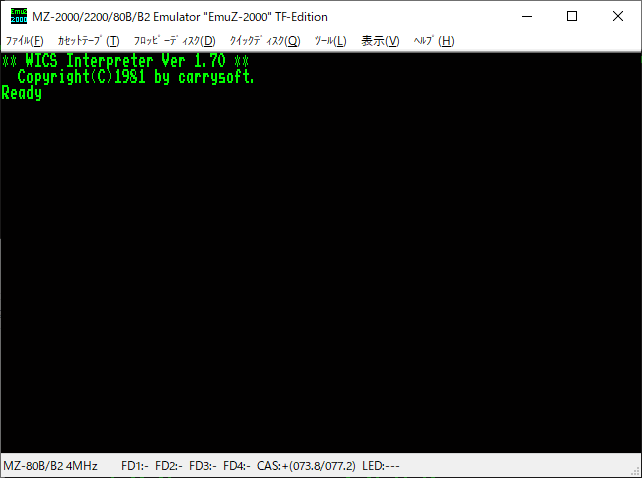 EmuZ
2000
MZ-2000/2200/80B/B2 Emulator "EmuZ-2000" TF-Edition
ﾌｧｲﾙ(F) ｶｾｯﾄﾃｰﾌﾟ(T) ﾌﾛｯﾋﾟｰﾃﾞｨｽｸ(D) ｸｲｯｸﾃﾞｨｽｸ(Q) ﾂｰﾙ(L) 表示(V) ﾍﾙﾌﾟ(H)
** WICS Interpreter Ver 1.70 **
Copyright(C)1981 by carrysoft.
Ready
MZ-80B/B2 4MHz FD1:- FD2:- FD3:- FD4:- CAS:+(073.8/077.2) LED:---